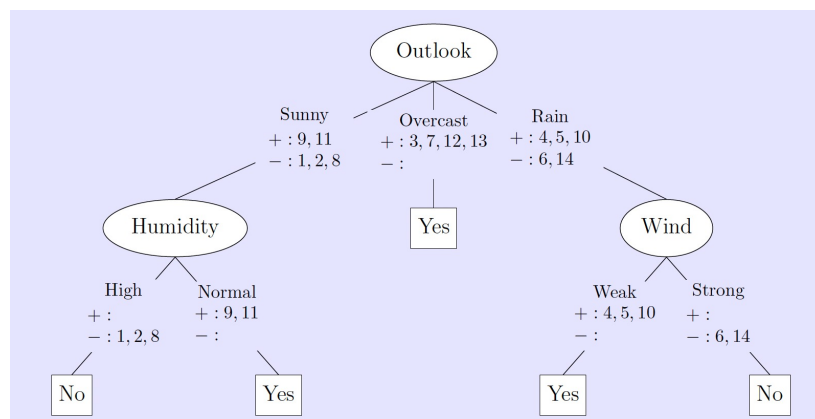 Outlook
Sunny
+ : 9, 11
− : 1, 2, 8
Overcast
+ : 3, 7, 12, 13
− :
Rain
+ : 4, 5, 10
− : 6, 14
Humidity
Yes
Wind
High
+ :
− : 1, 2, 8
Normal
+ : 9, 11
− :
Weak
+ : 4, 5, 10
− :
Strong
+ :
− : 6, 14
No
Yes
Yes
No